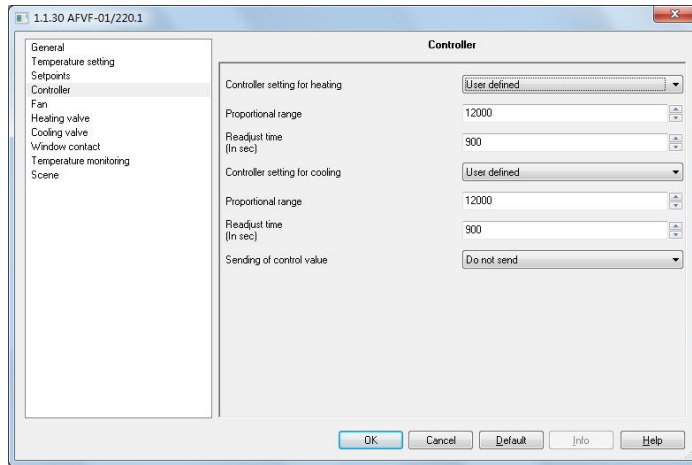 1.1.30 AFVF-01/220.1
General
Temperature setting
Setpoints
Controller
Fan
Heating valve
Cooling valve
Window contact
Temperature monitoring
Scene
Controller
Controller setting for heating User defined
Proportional range 12000
Readjust time
(In sec) 900
Controller setting for cooling User defined
Proportional range 12000
Readjust time
(In sec) 900
Sending of control value Do not send
OK Cancel Default Info Help